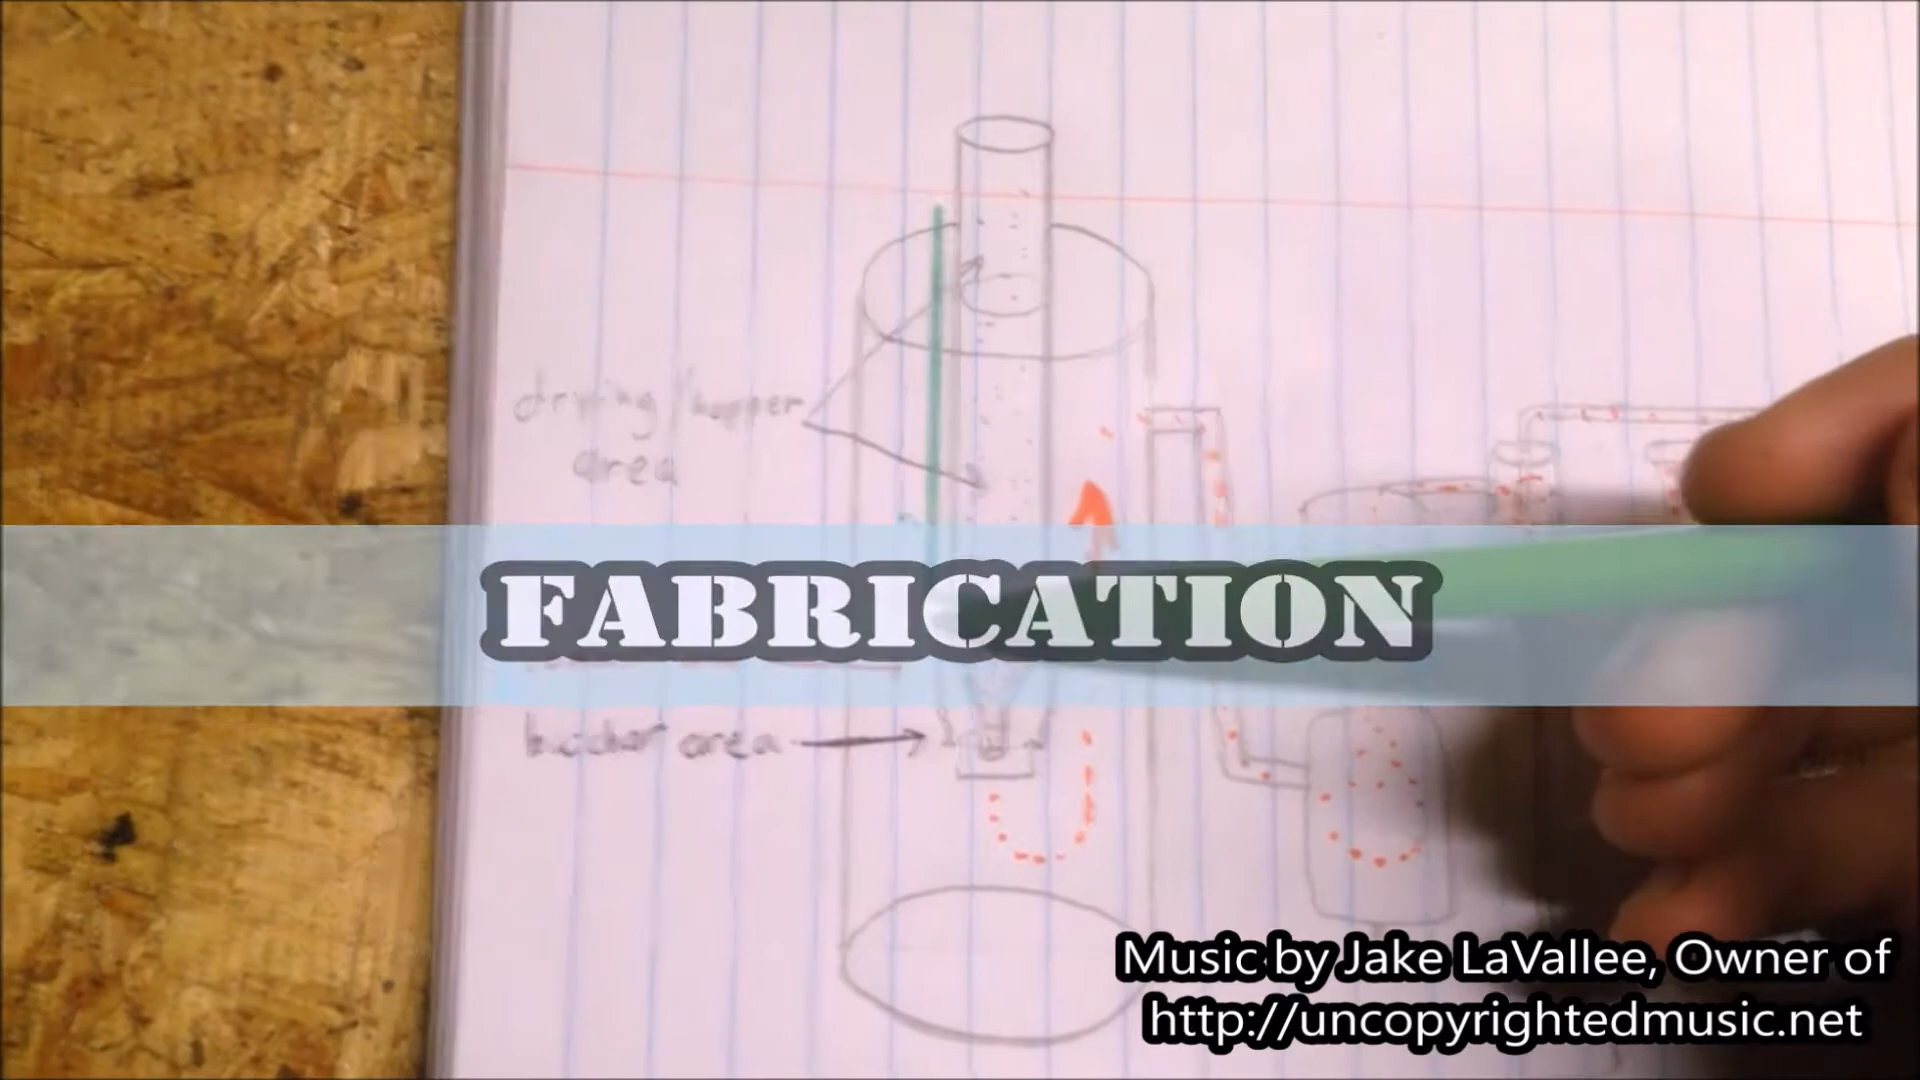 drying/hopper
area
FABRICATION
area
Music by Jake LaVallee, Owner of
http://uncopyrightedmusic.net